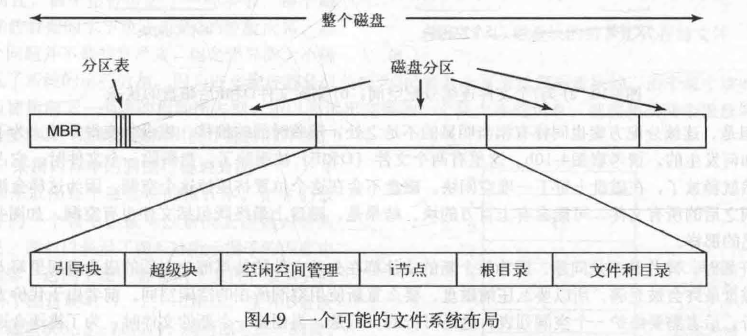 整个磁盘
分区表
磁盘分区
MBR
引导块 超级块 空闲空间管理 i节点 根目录 文件和目录
图4-9 一个可能的文件系统布局